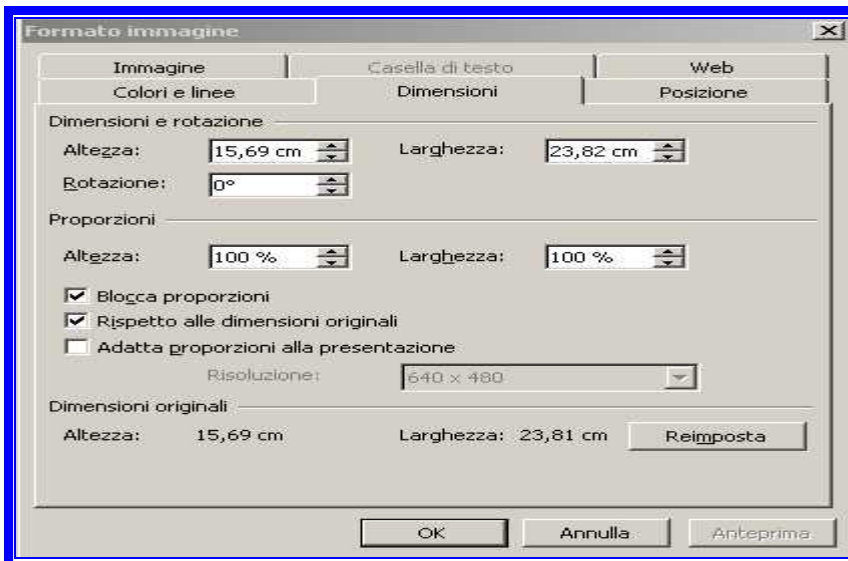 Formato immagine
Immagine Casella di testo Web
Colori e linee Dimensioni Posizione
Dimensioni e rotazione
Altezza: 15,69 cm Larghezza: 23,82 cm
Rotazione: 0°
Proporzioni
Altezza: 100 % Larghezza: 100 %
Blocca proporzioni
Rispetto alle dimensioni originali
Adatta proporzioni alla presentazione
Risoluzione: 640 x 480
Dimensioni originali
Altezza: 15,69 cm Larghezza: 23,81 cm Reimposta
OK Annulla Anteprima